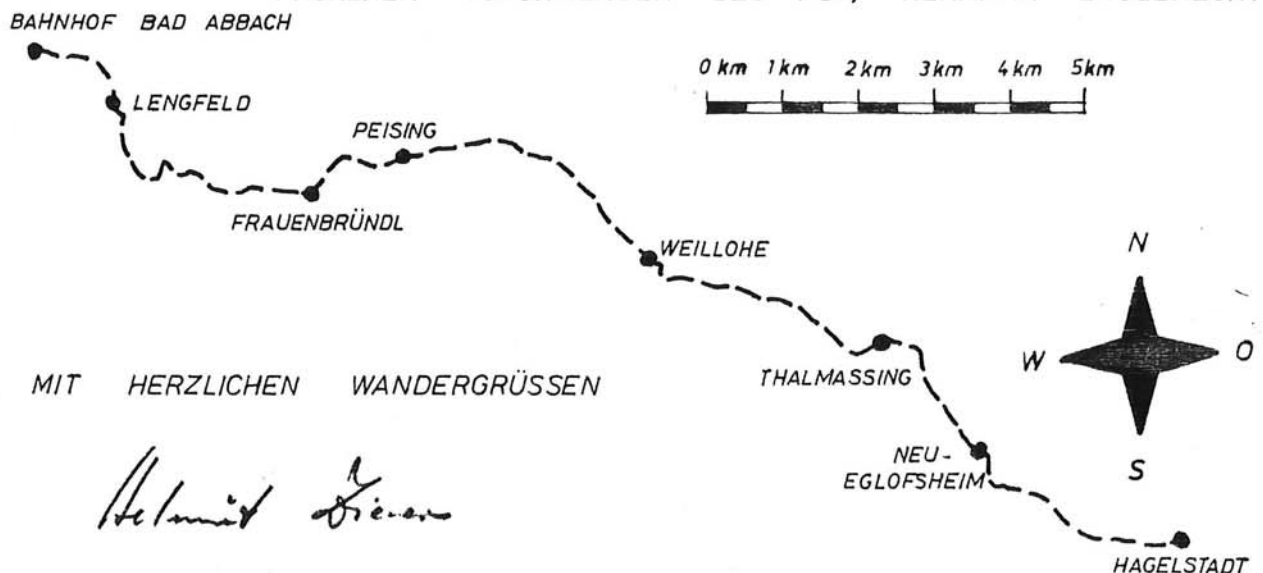 BAHNHOF BAD ABBACH
0 km 1 km 2 km 3 km 4 km 5 km
LENGFELD
PEISING
FRAUENBRÜNDL
WEILLOHE
N
W
O
S
THALMASSING
MIT HERZLICHEN WANDERGRÜSSEN
Helmut
NEU-
EGLOFSHEIM
HAGELSTADT